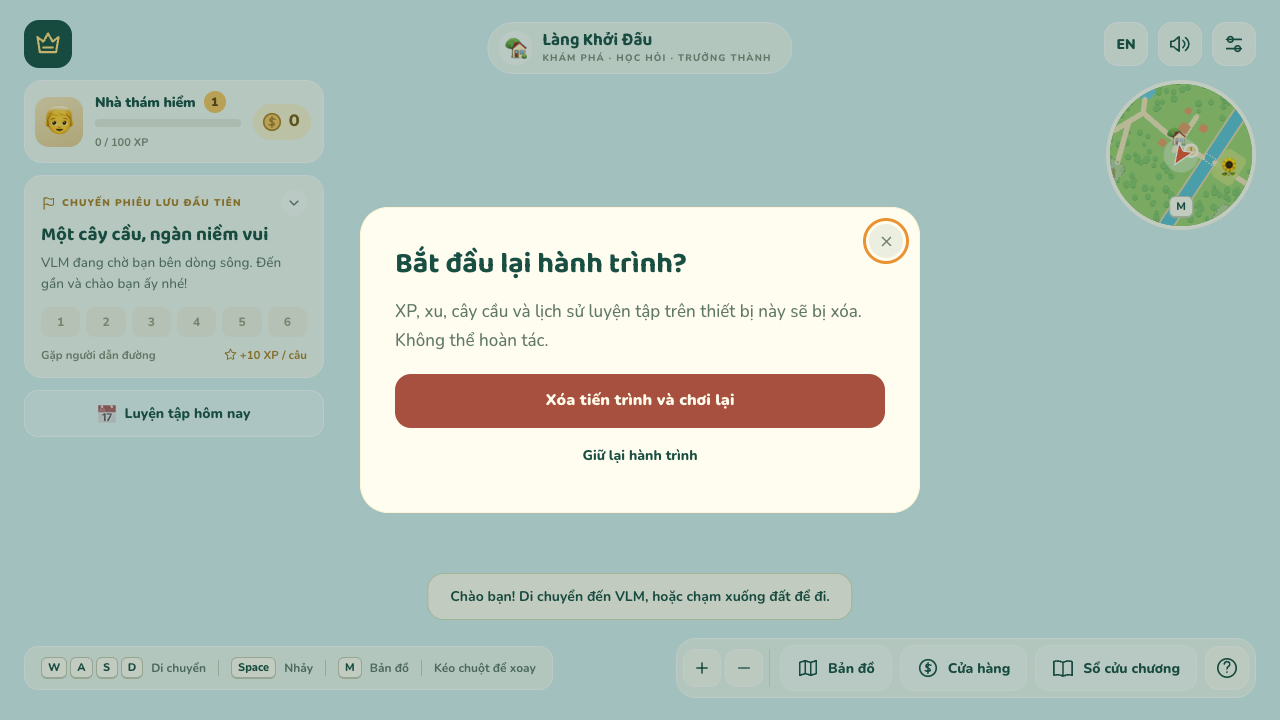 Làng Khởi Đầu
KHÁM PHÁ · HỌC HỎI · TRƯỞNG THÀNH
EN
Nhà thám hiểm 1
0
0 / 100 XP
CHUYẾN PHIÊU LƯU ĐẦU TIÊN
Một cây cầu, ngàn niềm vui
VLM đang chờ bạn bên dòng sông. Đến
gần và chào bạn ấy nhé!
1 2 3 4 5 6
Gặp người dẫn đường
+10 XP / câu
17 Luyện tập hôm nay
M
Bắt đầu lại hành trình?
XP, xu, cây cầu và lịch sử luyện tập trên thiết bị này sẽ bị xóa.
Không thể hoàn tác.
Xóa tiến trình và chơi lại
Giữ lại hành trình
Chào bạn! Di chuyển đến VLM, hoặc chạm xuống đất để đi.
W A S D Di chuyển Space Nhảy M Bản đồ Kéo chuột để xoay
+ − Bản đồ Cửa hàng Sổ cửu chương ?